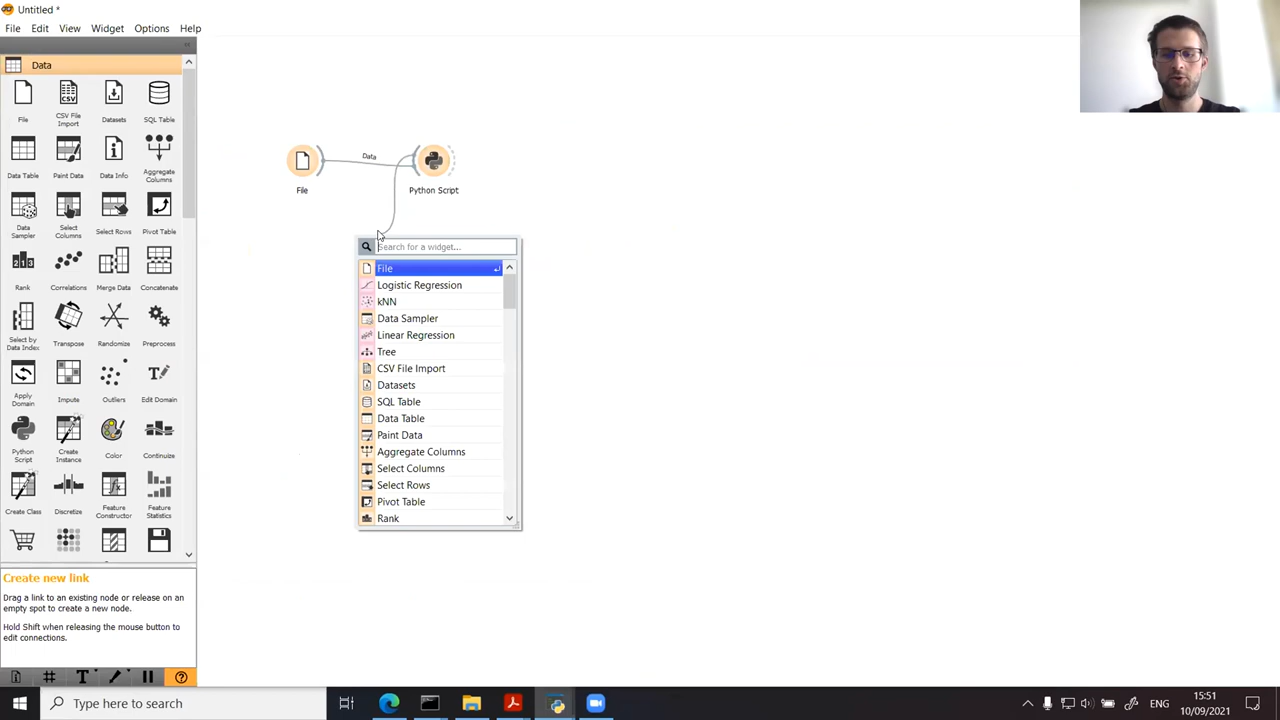 Untitled *
File Edit View Widget Options Help
Data
File
CSV File Import
Datasets
SQL Table
Data Table
Paint Data
Data Info
Aggregate Columns
Data Sampler
Select Columns
Select Rows
Pivot Table
Rank
Correlations
Merge Data
Concatenate
Select by Data Index
Transpose
Randomize
Preprocess
Apply Domain
Impute
Outliers
Edit Domain
Python Script
Create Instance
Color
Continuize
Create Class
Discretize
Feature Constructor
Feature Statistics
Create new link
Drag a link to an existing node or release on an
empty spot to create a new node.
Hold Shift when releasing the mouse button to
edit connections.
Data
File
Python Script
Search for a widget...
File
Logistic Regression
kNN
Data Sampler
Linear Regression
Tree
CSV File Import
Datasets
SQL Table
Data Table
Paint Data
Aggregate Columns
Select Columns
Select Rows
Pivot Table
Rank
Type here to search
ENG
15:51
10/09/2021